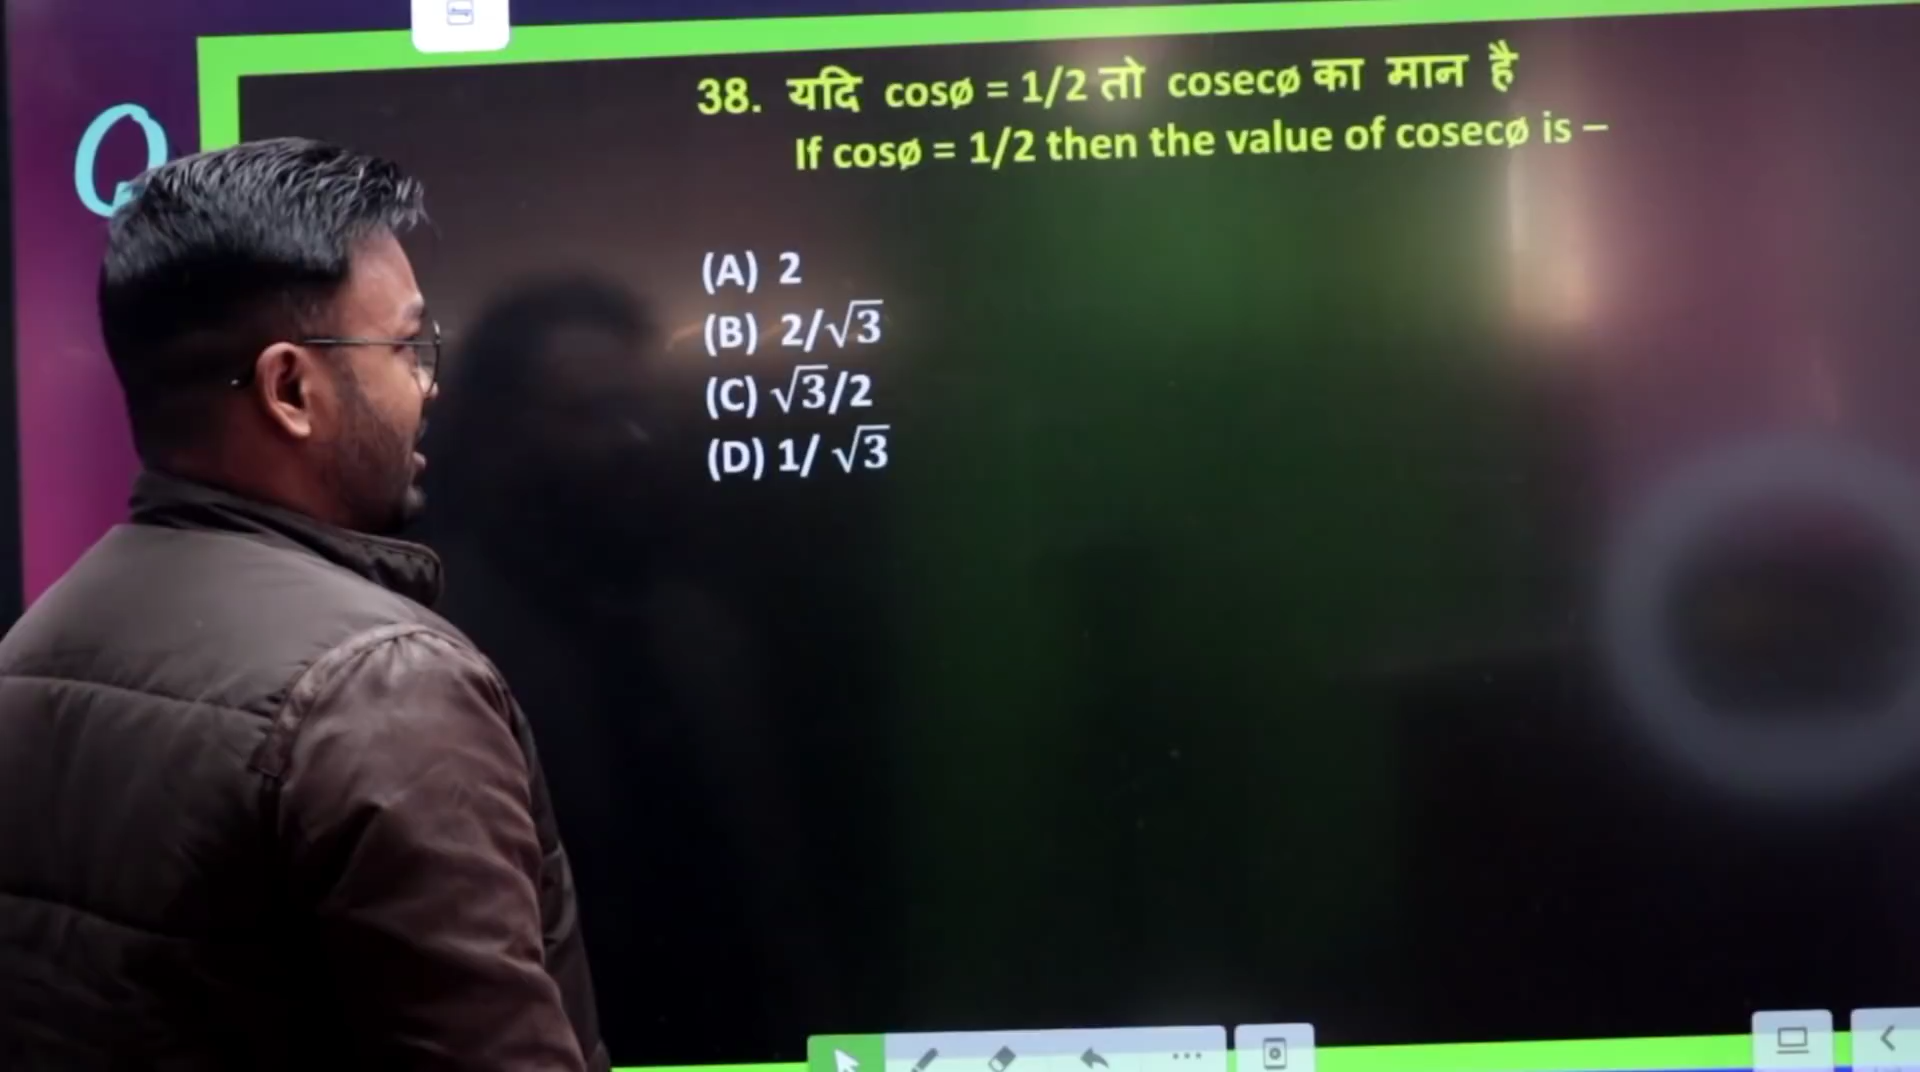 38. यदि cosø = 1/2 तो cosecø का मान है
If cosø = 1/2 then the value of cosecø is –
(A) 2
(B) 2/√3
(C) √3/2
(D) 1/ √3